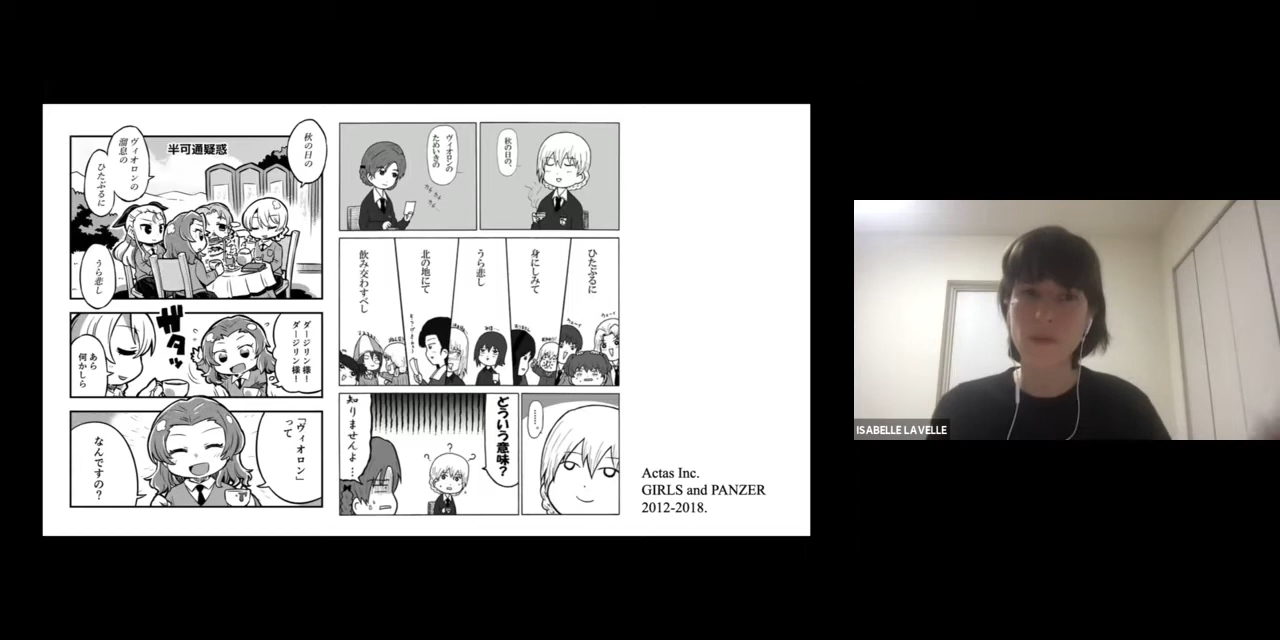 半可通疑惑
秋の日の
ヴィオロンの
溜息の
ひたぶるに
うら悲し
ダージリン様！
ダージリン様！
ガタッ
あら
何かしら
「ヴィオロン」
って
なんですの？
秋の日の、
ヴィオロンの
ためいきの
ひたぶるに
身にしみて
うら悲し
北の地にて
飲み交わすべし
……。
どういう意味？
知りませんよ…
Actas Inc.
GIRLS and PANZER
2012-2018.
ISABELLE LAVELLE